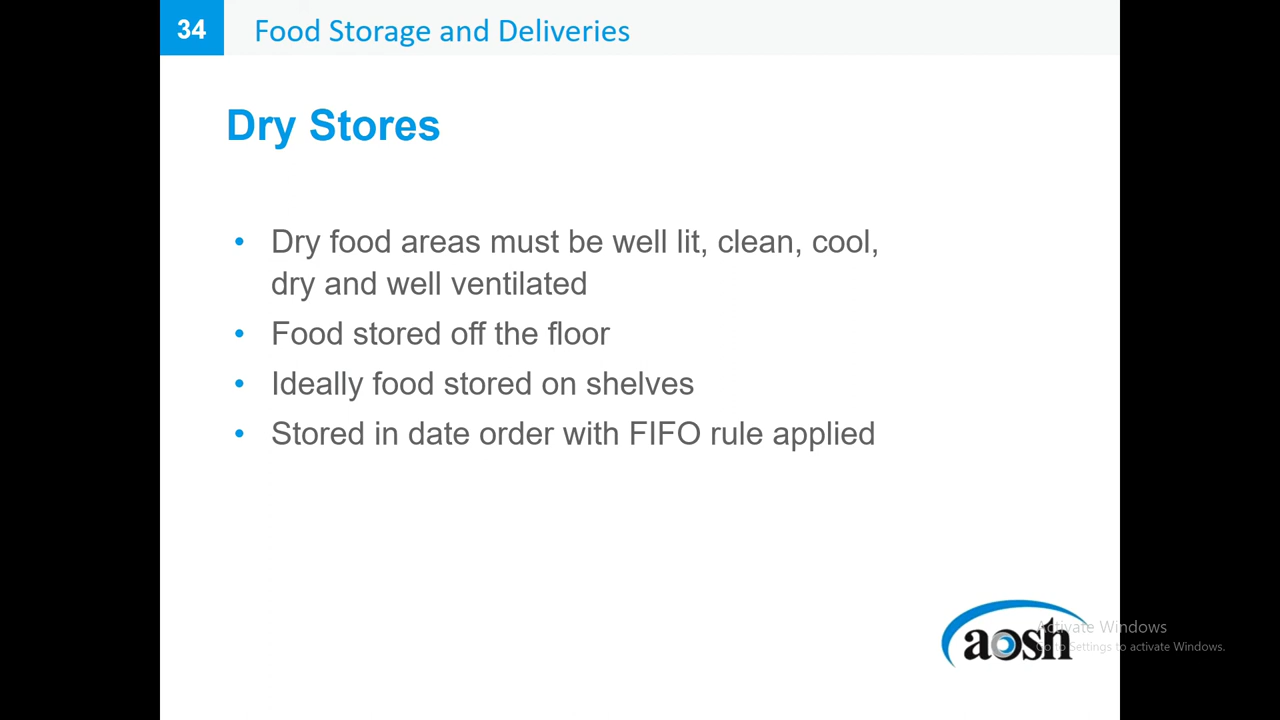 34
Food Storage and Deliveries
Dry Stores
• Dry food areas must be well lit, clean, cool,
dry and well ventilated
• Food stored off the floor
• Ideally food stored on shelves
• Stored in date order with FIFO rule applied
aosh
Activate Windows
Go to Settings to activate Windows.